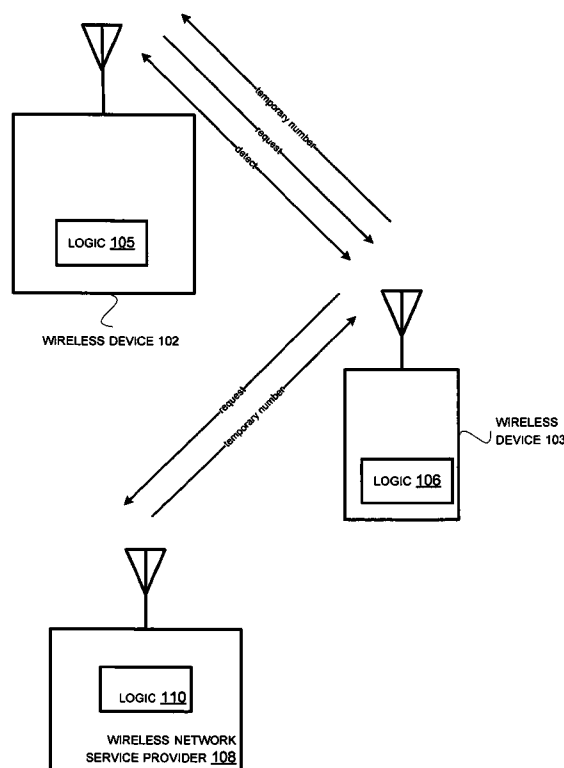 temporary number
request
detect
LOGIC 105
WIRELESS DEVICE 102
request
temporary number
WIRELESS
DEVICE 103
LOGIC 106
LOGIC 110
WIRELESS NETWORK
SERVICE PROVIDER 108